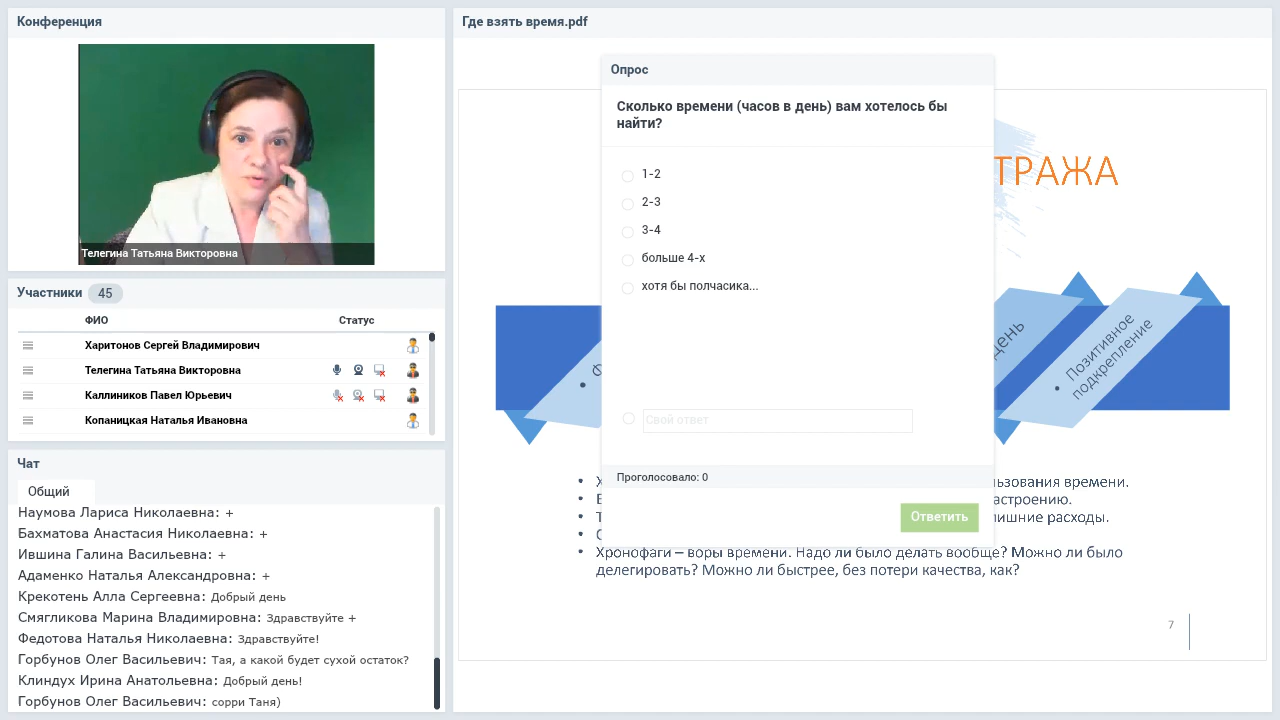 Конференция
Телегина Татьяна Викторовна
Участники 45
ФИО Статус
Харитонов Сергей Владимирович
Телегина Татьяна Викторовна
Каллиников Павел Юрьевич
Копаницкая Наталья Ивановна
Чат
Общий
Наумова Лариса Николаевна: +
Бахматова Анастасия Николаевна: +
Ившина Галина Васильевна: +
Адаменко Наталья Александровна: +
Крекотень Алла Сергеевна: Добрый день
Смягликова Марина Владимировна: Здравствуйте +
Федотова Наталья Николаевна: Здравствуйте!
Горбунов Олег Васильевич: Тая, а какой будет сухой остаток?
Клиндух Ирина Анатольевна: Добрый день!
Горбунов Олег Васильевич: сорри Таня)
Где взять время.pdf
Опрос
Сколько времени (часов в день) вам хотелось бы
найти?
1-2
2-3
3-4
больше 4-х
хотя бы полчасика...
Свой ответ
Проголосовало: 0
Ответить
ТРАЖА
день
• Позитивное
подкрепление
• Х льзования времени.
• астроению.
• Т лишние расходы.
• С
• Хронофаги – воры времени. Надо ли было делать вообще? Можно ли было
делегировать? Можно ли быстрее, без потери качества, как?
7